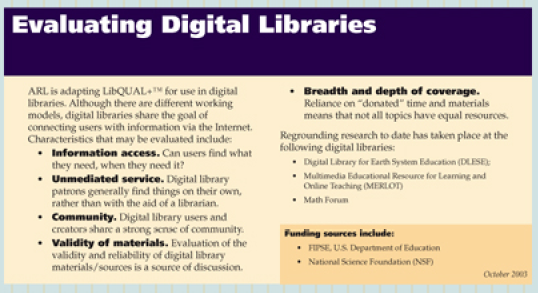 Evaluating Digital Libraries
ARL is adapting LibQUAL+™ for use in digital
libraries. Although there are different working
models, digital libraries share the goal of
connecting users with information via the Internet.
Characteristics that may be evaluated include:
• Information access. Can users find what
they need, when they need it?
• Unmediated service. Digital library
patrons generally find things on their own,
rather than with the aid of a librarian.
• Community. Digital library users and
creators share a strong sense of community.
• Validity of materials. Evaluation of the
validity and reliability of digital library
materials/sources is a source of discussion.
• Breadth and depth of coverage.
Reliance on "donated" time and materials
means that not all topics have equal resources.
Regrounding research to date has taken place at the
following digital libraries:
• Digital Library for Earth System Education (DLESE);
• Multimedia Educational Resource for Learning and
Online Teaching (MERLOT)
• Math Forum
Funding sources include:
• FIPSE, U.S. Department of Education
• National Science Foundation (NSF)
October 2003